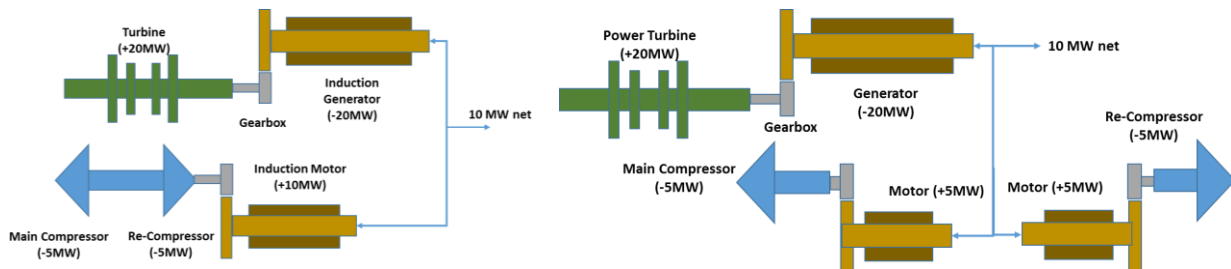 Turbine
(+20MW)
Induction
Generator
(-20MW)
Gearbox
10 MW net
Induction Motor
(+10MW)
Main Compressor
(-5MW)
Re-Compressor
(-5MW)
Power Turbine
(+20MW)
10 MW net
Generator
(-20MW)
Gearbox
Re-Compressor
(-5MW)
Main Compressor
(-5MW)
Motor (+5MW)
Motor (+5MW)